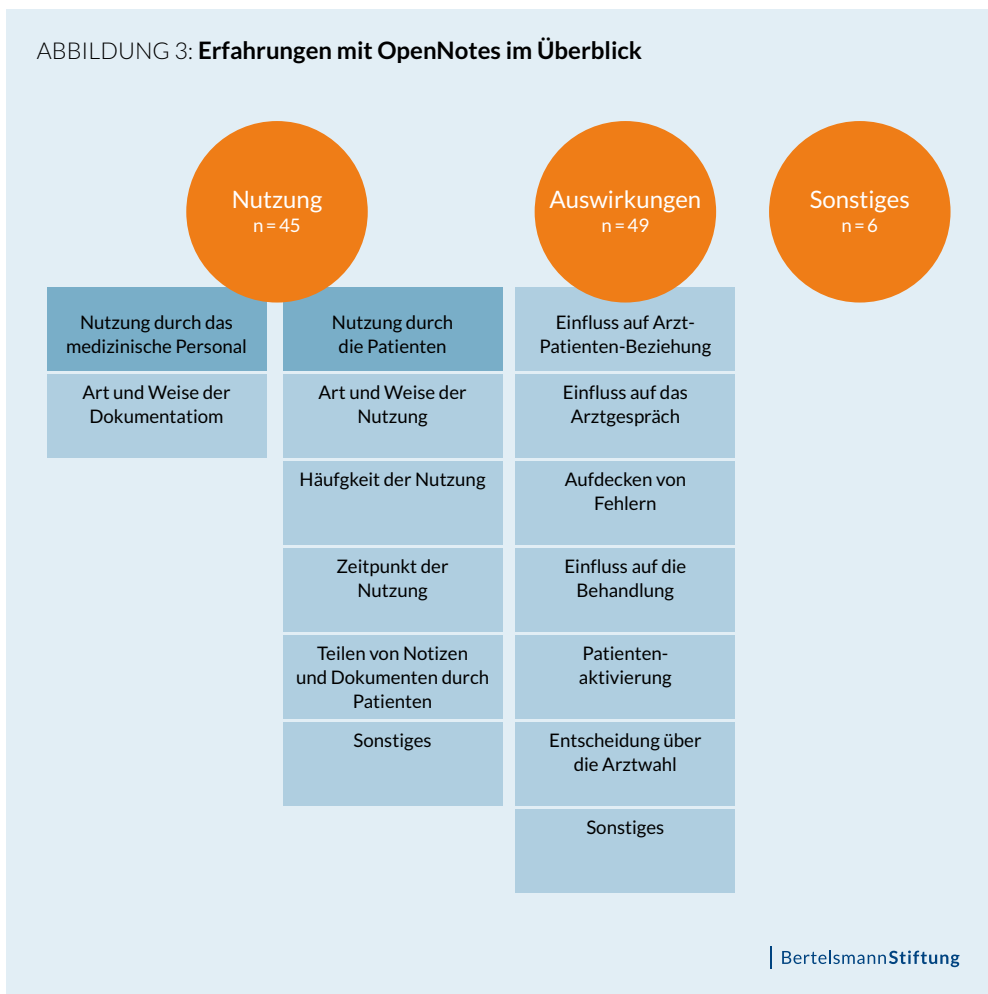 ABBILDUNG 3: Erfahrungen mit OpenNotes im Überblick
Nutzung
n = 45
Auswirkungen
n = 49
Sonstiges
n = 6
Nutzung durch das
medizinische Personal
Art und Weise der
Dokumentatiom
Nutzung durch
die Patienten
Art und Weise der
Nutzung
Häufgkeit der Nutzung
Zeitpunkt der
Nutzung
Teilen von Notizen
und Dokumenten durch
Patienten
Sonstiges
Einfluss auf Arzt-
Patienten-Beziehung
Einfluss auf das
Arztgespräch
Aufdecken von
Fehlern
Einfluss auf die
Behandlung
Patienten-
aktivierung
Entscheidung über
die Arztwahl
Sonstiges
BertelsmannStiftung